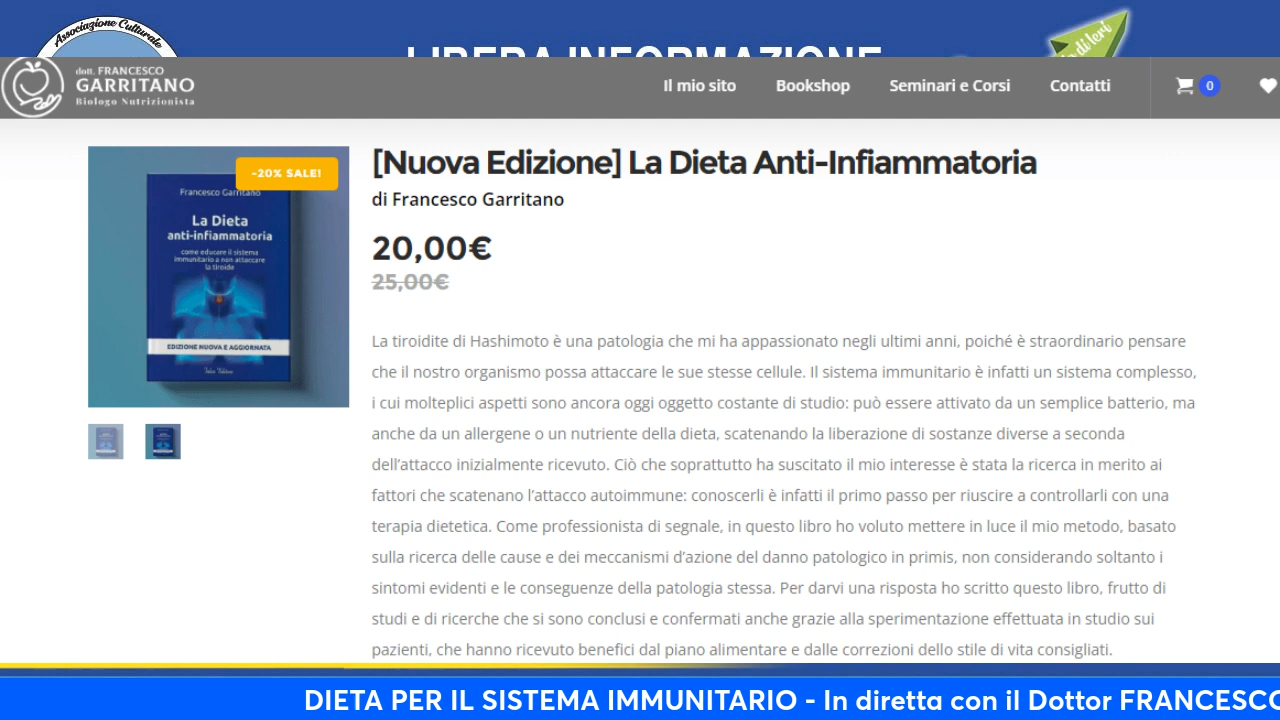 Associazione Culturale
LIBERA INFORMAZIONE
di Ieri
dott. FRANCESCO
GARRITANO
Biologo Nutrizionista
Il mio sito
Bookshop
Seminari e Corsi
Contatti
0
-20% SALE!
Francesco Garritano
La Dieta
anti-infiammatoria
come educare il sistema
immunitario a non attaccare
la tiroide
EDIZIONE NUOVA E AGGIORNATA
[Nuova Edizione] La Dieta Anti-Infiammatoria
di Francesco Garritano
20,00€
25,00€
La tiroidite di Hashimoto è una patologia che mi ha appassionato negli ultimi anni, poiché è straordinario pensare
che il nostro organismo possa attaccare le sue stesse cellule. Il sistema immunitario è infatti un sistema complesso,
i cui molteplici aspetti sono ancora oggi oggetto costante di studio: può essere attivato da un semplice batterio, ma
anche da un allergene o un nutriente della dieta, scatenando la liberazione di sostanze diverse a seconda
dell’attacco inizialmente ricevuto. Ciò che soprattutto ha suscitato il mio interesse è stata la ricerca in merito ai
fattori che scatenano l’attacco autoimmune: conoscerli è infatti il primo passo per riuscire a controllarli con una
terapia dietetica. Come professionista di segnale, in questo libro ho voluto mettere in luce il mio metodo, basato
sulla ricerca delle cause e dei meccanismi d’azione del danno patologico in primis, non considerando soltanto i
sintomi evidenti e le conseguenze della patologia stessa. Per darvi una risposta ho scritto questo libro, frutto di
studi e di ricerche che si sono conclusi e confermati anche grazie alla sperimentazione effettuata in studio sui
pazienti, che hanno ricevuto benefici dal piano alimentare e dalle correzioni dello stile di vita consigliati.
DIETA PER IL SISTEMA IMMUNITARIO - In diretta con il Dottor FRANCESCO